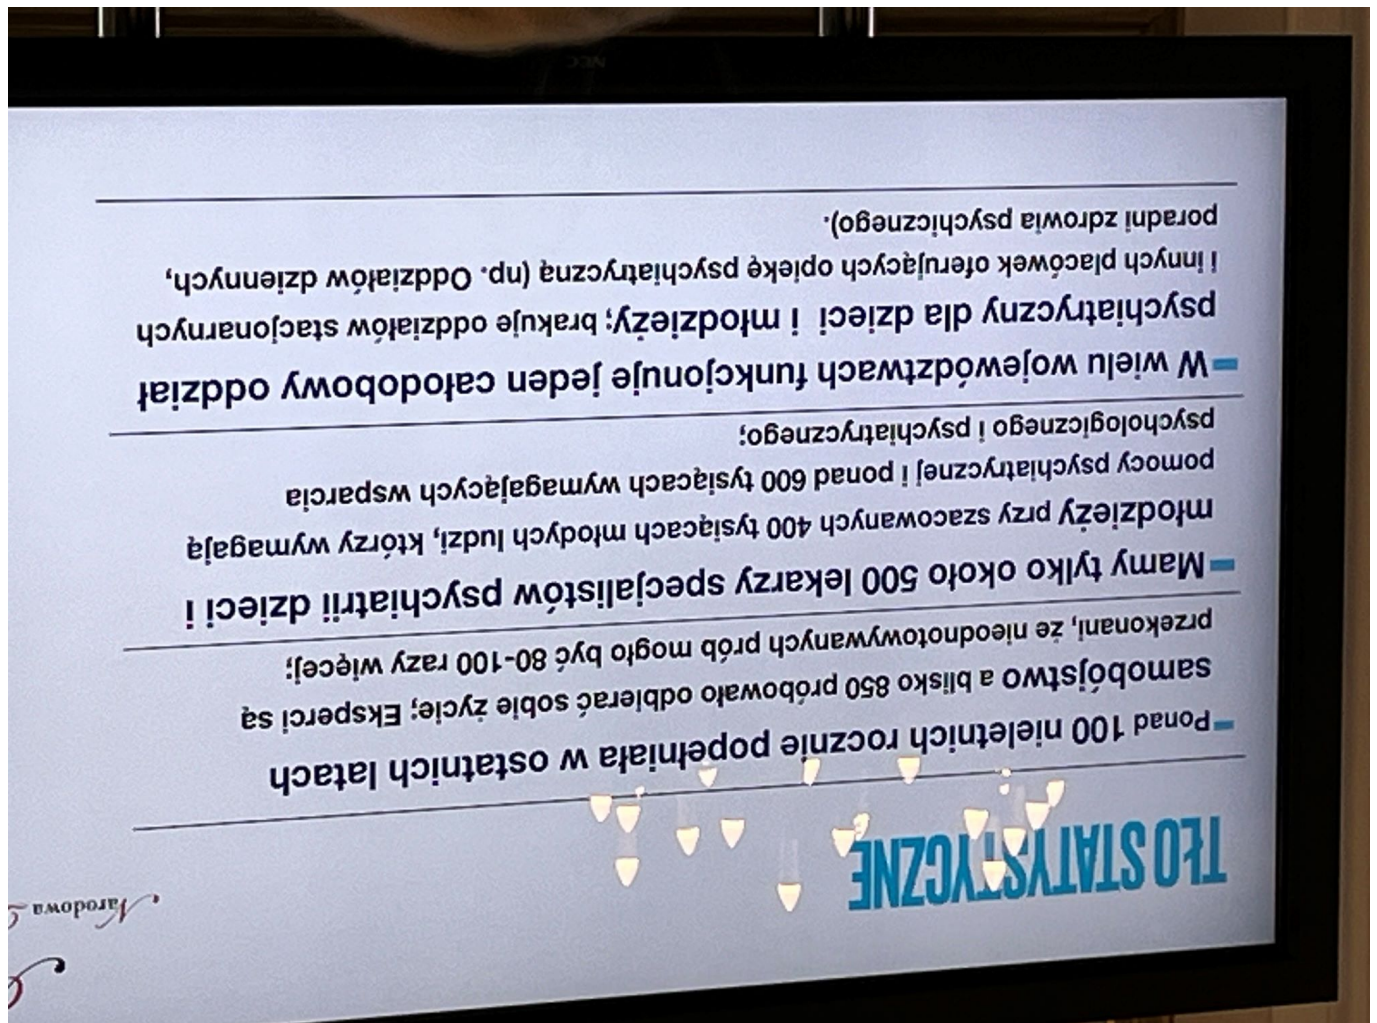 Narodowa
TŁO STATYSTYCZNE
Ponad 100 nieletnich rocznie popełniała w ostatnich latach
samobójstwo a blisko 850 próbowało odbierać sobie życie; Eksperci są
przekonani, że nieodnotowywanych prób mogło być 80-100 razy więcej;
Mamy tylko około 500 lekarzy specjalistów psychiatrii dzieci i
młodzieży przy szacowanych 400 tysiącach młodych ludzi, którzy wymagają
pomocy psychiatrycznej i ponad 600 tysiącach wymagających wsparcia
psychologicznego i psychiatrycznego;
W wielu województwach funkcjonuje jeden całodobowy oddział
psychiatryczny dla dzieci i młodzieży; brakuje oddziałów stacjonarnych
i innych placówek oferujących opiekę psychiatryczną (np. Oddziałów dziennych,
poradni zdrowia psychicznego).
NEC